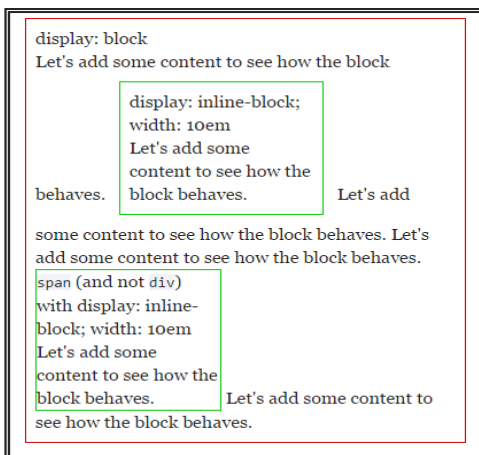 display: block
Let's add some content to see how the block
display: inline-block;
width: 10em
Let's add some
content to see how the
behaves. block behaves. Let's add
some content to see how the block behaves. Let's
add some content to see how the block behaves.
span (and not div)
with display: inline-
block; width: 10em
Let's add some
content to see how the
block behaves. Let's add some content to
see how the block behaves.